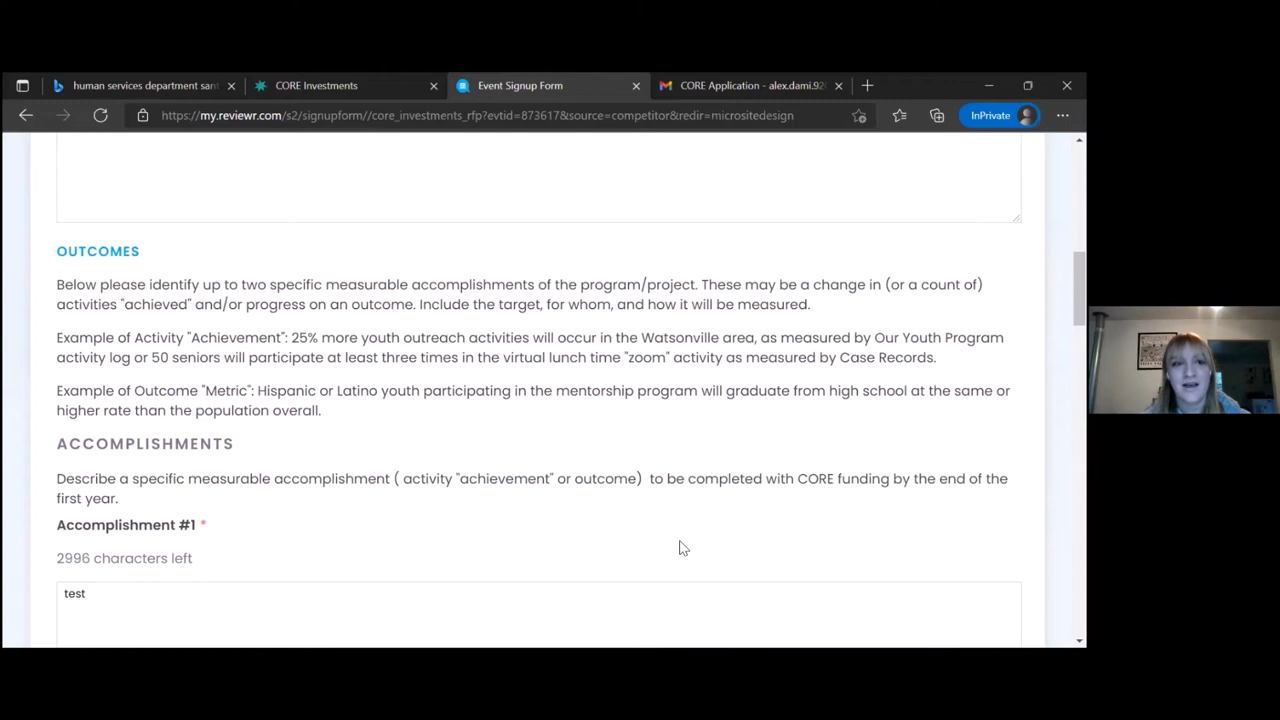 human services department sant
CORE Investments
Event Signup Form
CORE Application - alex.dami.92
https://my.reviewr.com/s2/signupform//core_investments_rfp?evtid=873617&source=competitor&redir=micrositedesign
InPrivate
OUTCOMES
Below please identify up to two specific measurable accomplishments of the program/project. These may be a change in (or a count of)
activities "achieved" and/or progress on an outcome. Include the target, for whom, and how it will be measured.
Example of Activity "Achievement": 25% more youth outreach activities will occur in the Watsonville area, as measured by Our Youth Program
activity log or 50 seniors will participate at least three times in the virtual lunch time "zoom" activity as measured by Case Records.
Example of Outcome "Metric": Hispanic or Latino youth participating in the mentorship program will graduate from high school at the same or
higher rate than the population overall.
ACCOMPLISHMENTS
Describe a specific measurable accomplishment ( activity "achievement" or outcome)  to be completed with CORE funding by the end of the
first year.
Accomplishment #1 *
2996 characters left
test